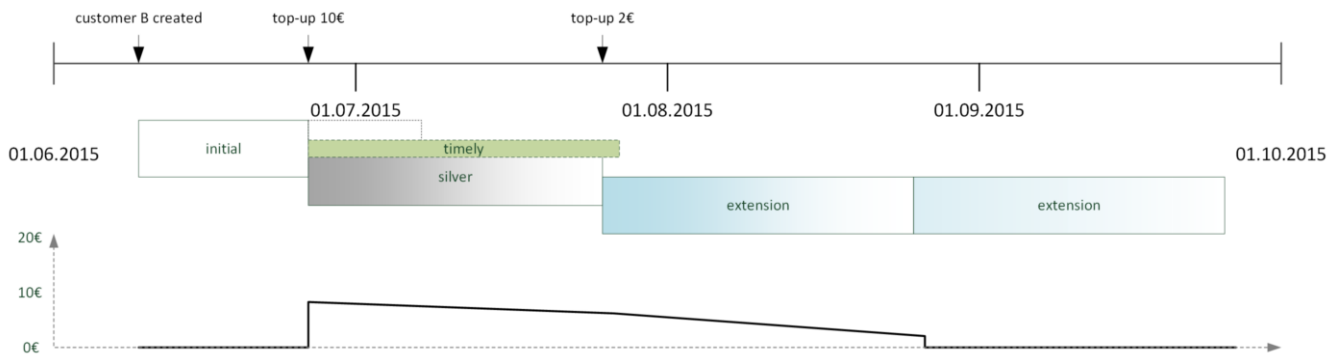 customer B created
top-up 10€
top-up 2€
01.07.2015
01.08.2015
01.09.2015
01.06.2015
initial
timely
silver
extension
extension
01.10.2015
20€
10€
0€